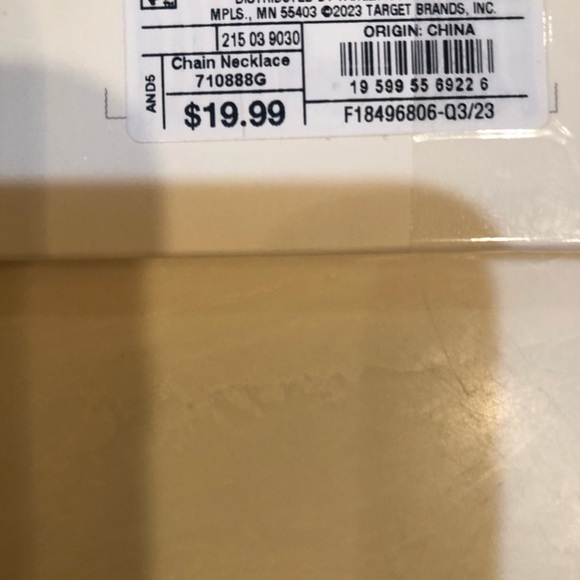 MPLS., MN 55403 ©2023 TARGET BRANDS, INC.
215 03 9030
ORIGIN: CHINA
AND5
Chain Necklace
710888G
19 599 55 6922 6
$19.99
F18496806-Q3/23